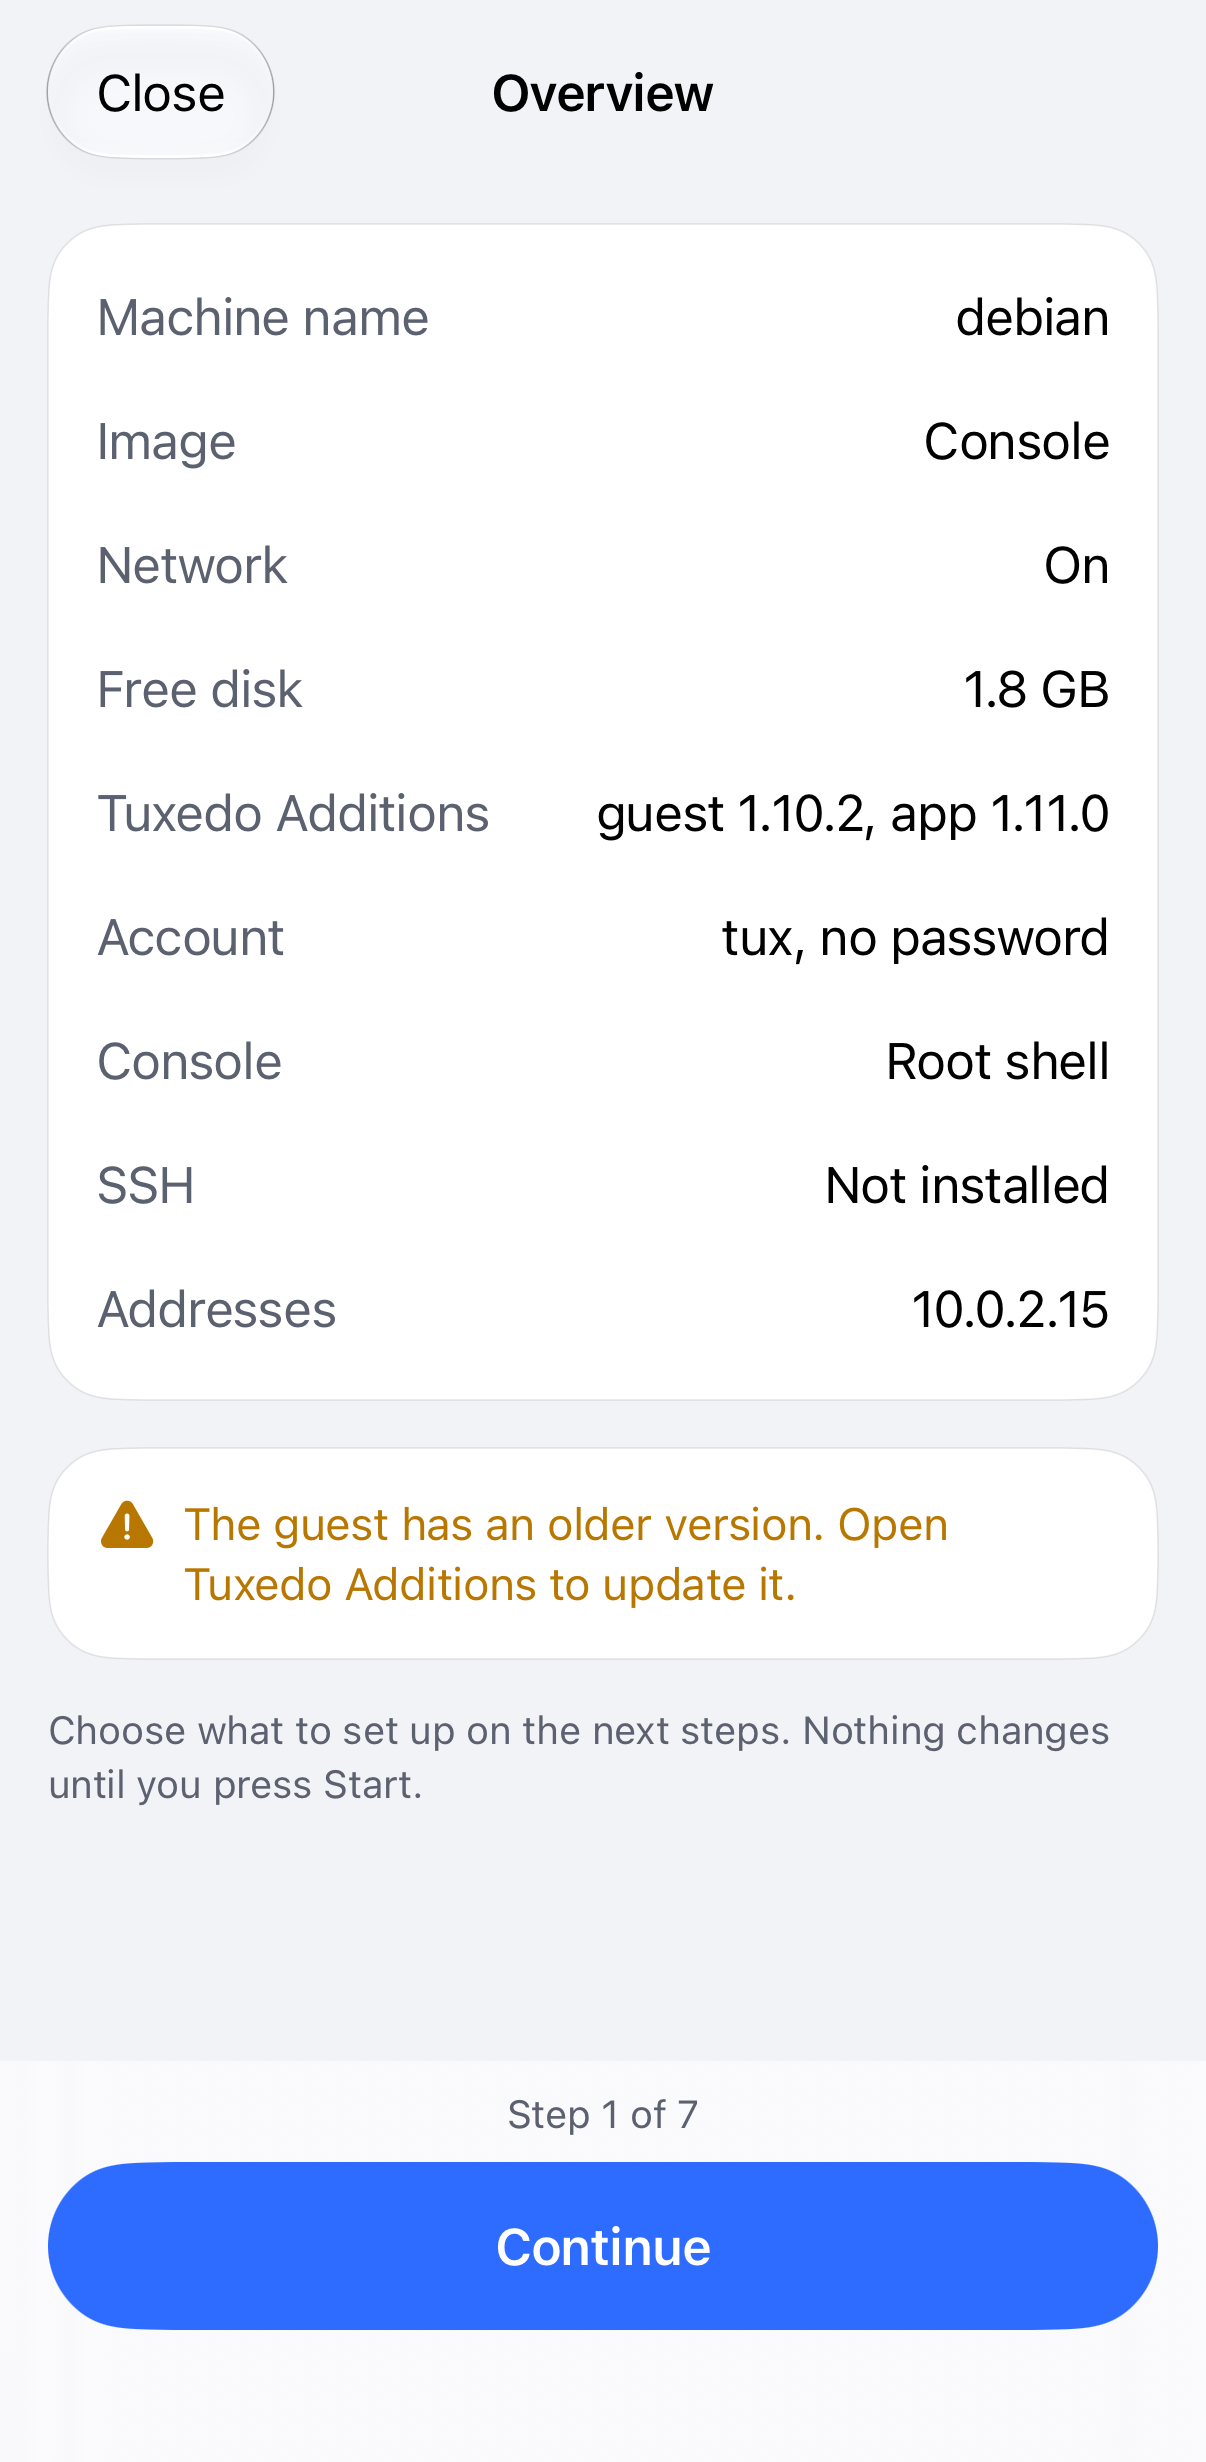 Close
Overview
Machine name debian
Image Console
Network On
Free disk 1.8 GB
Tuxedo Additions guest 1.10.2, app 1.11.0
Account tux, no password
Console Root shell
SSH Not installed
Addresses 10.0.2.15
The guest has an older version. Open
Tuxedo Additions to update it.
Choose what to set up on the next steps. Nothing changes
until you press Start.
Step 1 of 7
Continue